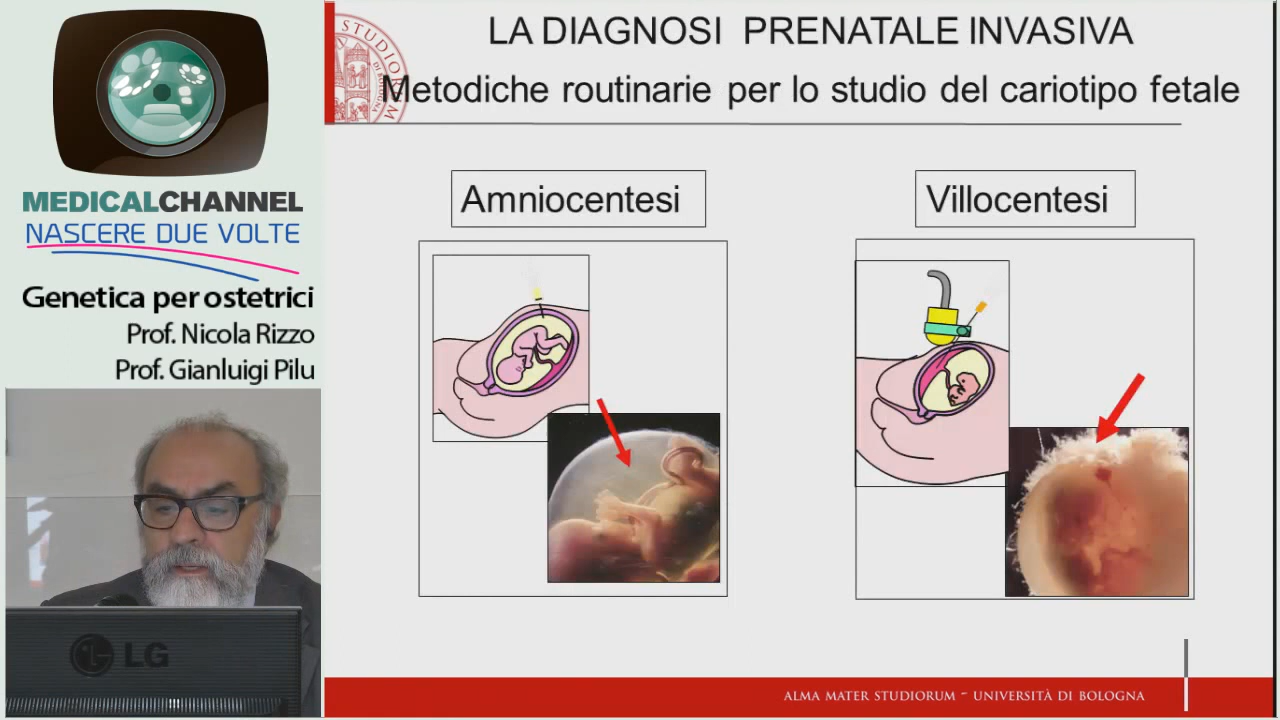 MEDICALCHANNEL
NASCERE DUE VOLTE
Genetica per ostetrici
Prof. Nicola Rizzo
Prof. Gianluigi Pilu
LG
LA DIAGNOSI PRENATALE INVASIVA
Metodiche routinarie per lo studio del cariotipo fetale
Amniocentesi
Villocentesi
ALMA MATER STUDIORUM ~ UNIVERSITÀ DI BOLOGNA